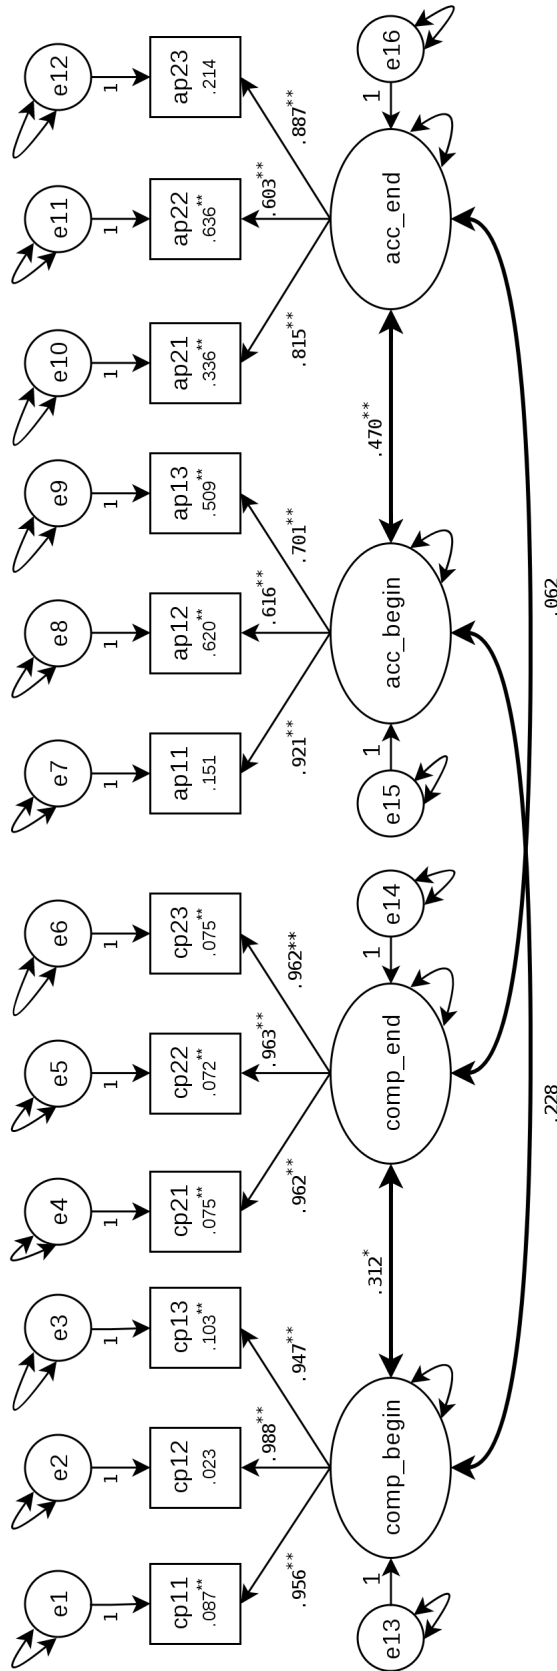 e1
e2
e3
e4
e5
e6
e7
e8
e9
e10
e11
e12
1
1
1
1
1
1
1
1
1
1
1
1
cp11
.087**
cp12
.023
cp13
.103**
cp21
.075**
cp22
.072**
cp23
.075**
ap11
.151
ap12
.620**
ap13
.509**
ap21
.336**
ap22
.636**
ap23
.214
.956**
.988**
.947**
.962**
.963**
.962**
.921**
.616**
.701**
.815**
.603**
.887**
e13
1
comp_begin
.312*
comp_end
1
e14
e15
1
acc_begin
.470**
acc_end
1
e16
.228
.062